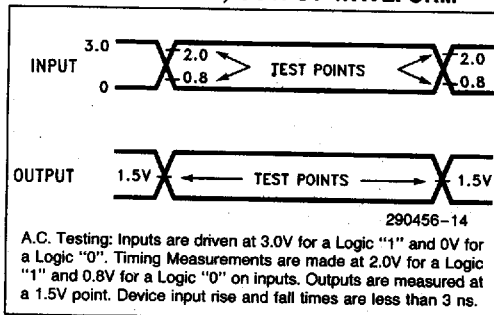 WAVEFORM
INPUT 3.0 2.0 TEST POINTS 2.0
0 0.8 0.8
OUTPUT 1.5V TEST POINTS 1.5V
290456-14
A.C. Testing: Inputs are driven at 3.0V for a Logic "1" and 0V for
a Logic "0". Timing Measurements are made at 2.0V for a Logic
"1" and 0.8V for a Logic "0" on inputs. Outputs are measured at
a 1.5V point. Device input rise and fall times are less than 3 ns.